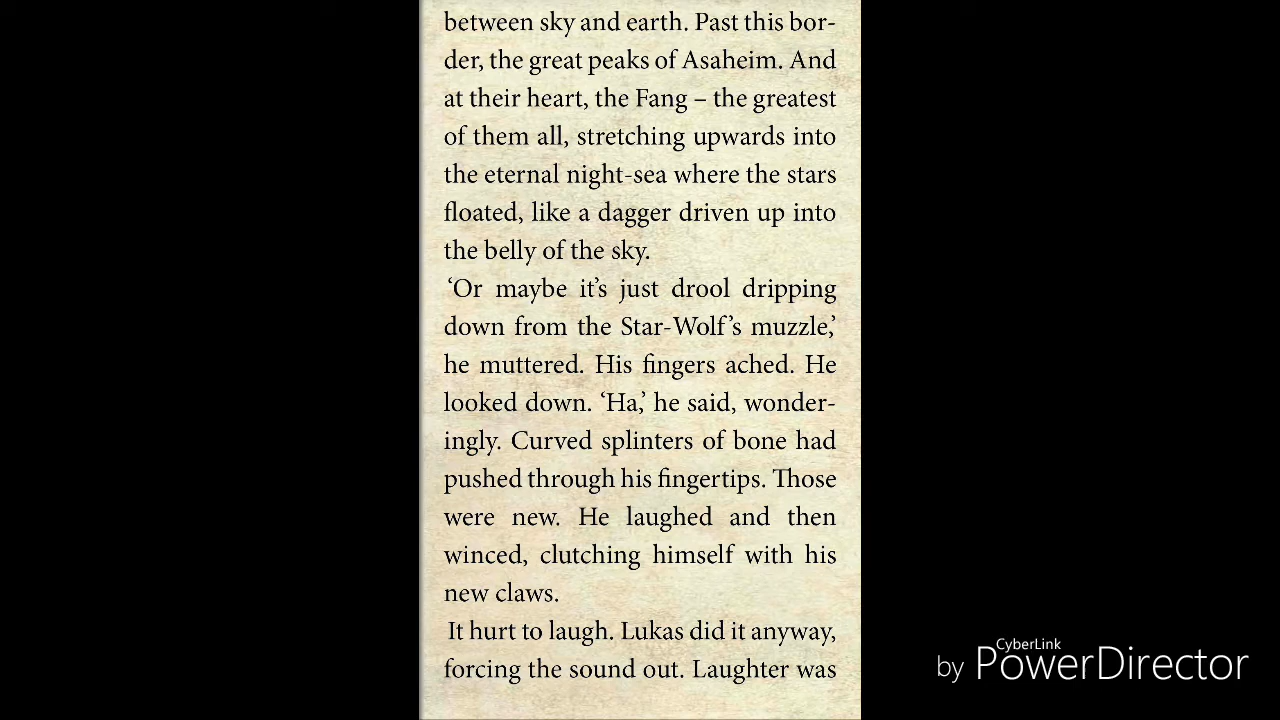 between sky and earth. Past this bor-
der, the great peaks of Asaheim. And
at their heart, the Fang – the greatest
of them all, stretching upwards into
the eternal night-sea where the stars
floated, like a dagger driven up into
the belly of the sky.
‘Or maybe it’s just drool dripping
down from the Star-Wolf’s muzzle,’
he muttered. His fingers ached. He
looked down. ‘Ha,’ he said, wonder-
ingly. Curved splinters of bone had
pushed through his fingertips. Those
were new. He laughed and then
winced, clutching himself with his
new claws.
It hurt to laugh. Lukas did it anyway,
forcing the sound out. Laughter was
CyberLink
by PowerDirector